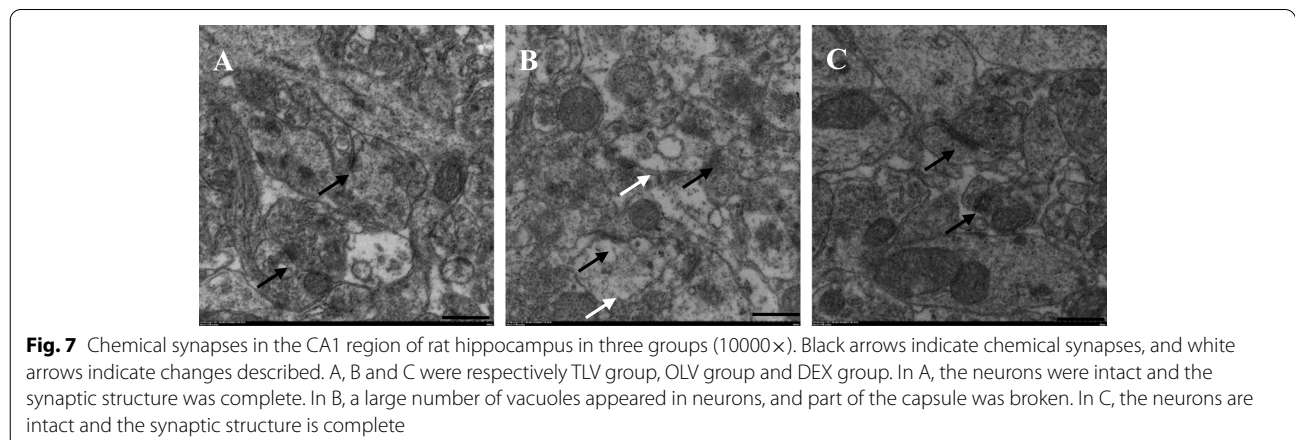 A
B
C
Fig. 7 Chemical synapses in the CA1 region of rat hippocampus in three groups (10000×). Black arrows indicate chemical synapses, and white
arrows indicate changes described. A, B and C were respectively TLV group, OLV group and DEX group. In A, the neurons were intact and the
synaptic structure was complete. In B, a large number of vacuoles appeared in neurons, and part of the capsule was broken. In C, the neurons are
intact and the synaptic structure is complete